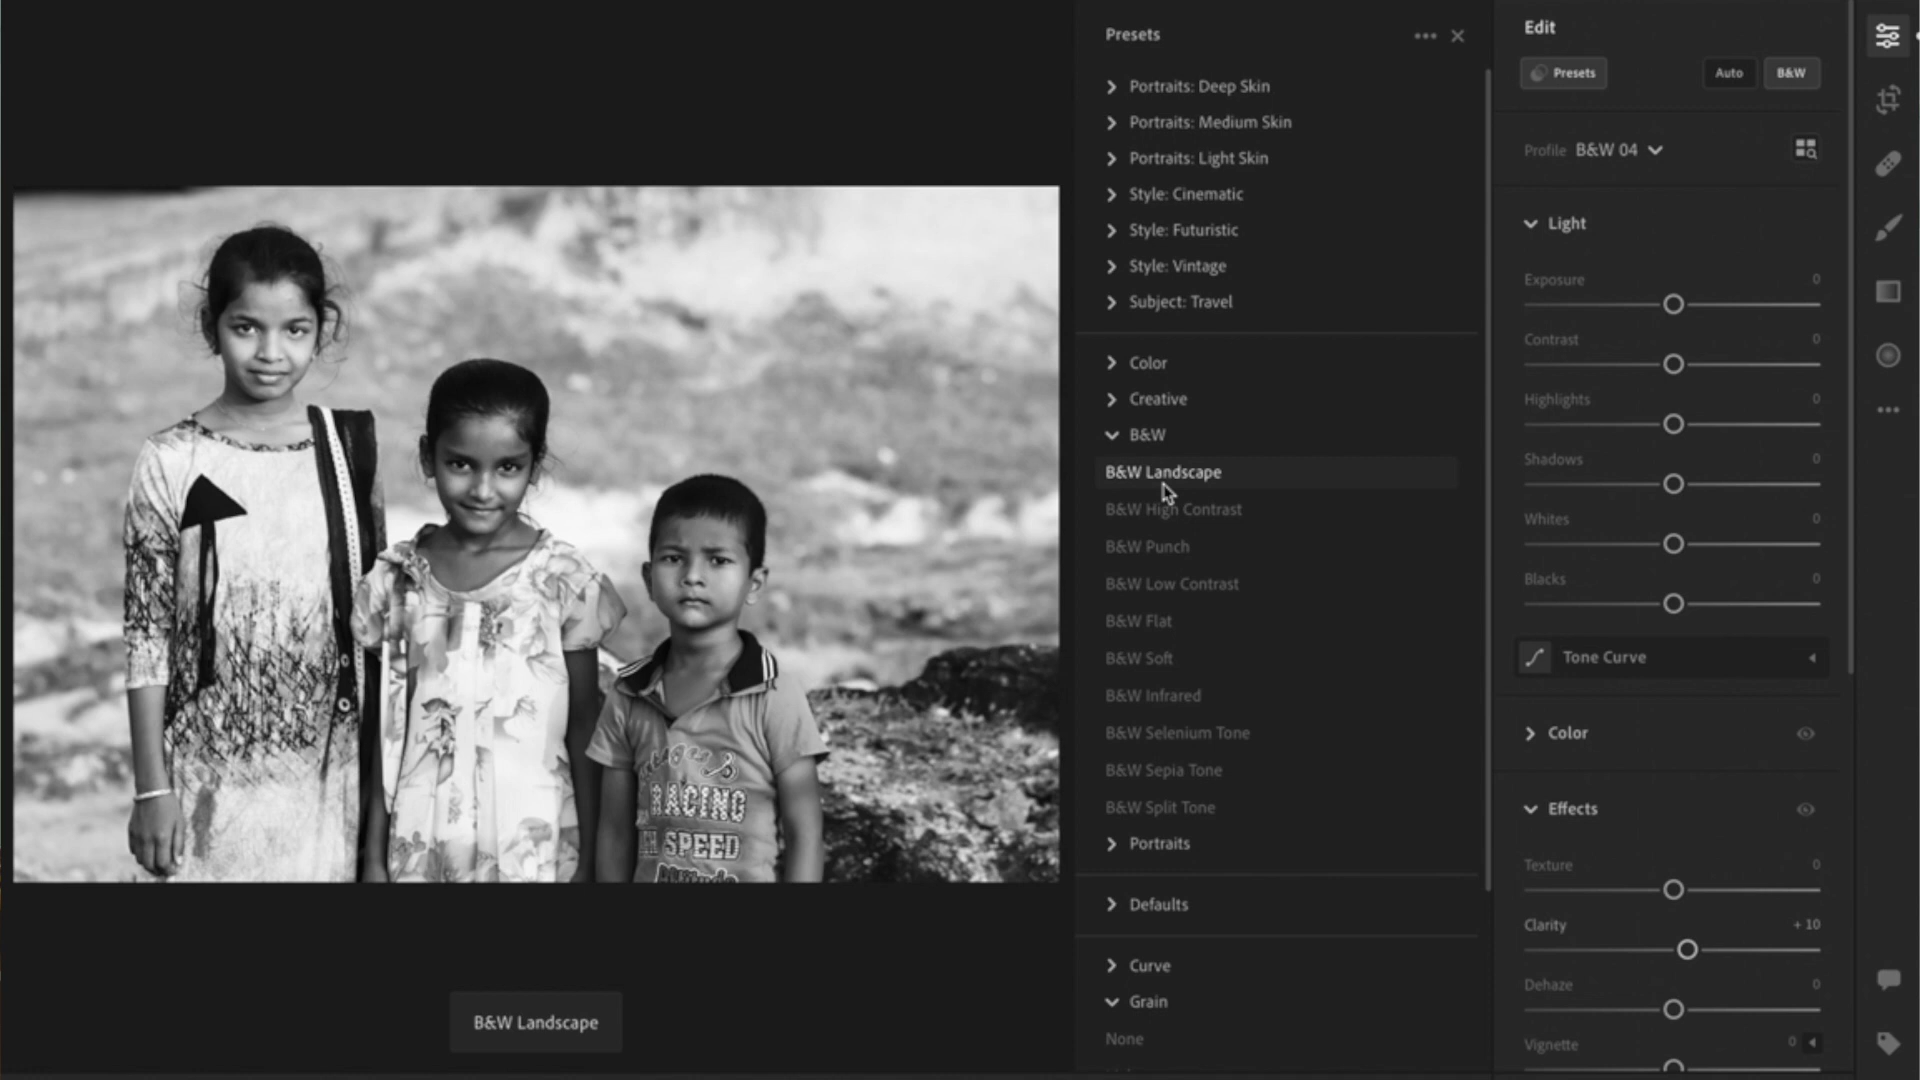 Presets
Portraits: Deep Skin
Portraits: Medium Skin
Portraits: Light Skin
Style: Cinematic
Style: Futuristic
Style: Vintage
Subject: Travel
Color
Creative
B&W
B&W Landscape
B&W High Contrast
B&W Punch
B&W Low Contrast
B&W Flat
B&W Soft
B&W Infrared
B&W Selenium Tone
B&W Sepia Tone
B&W Split Tone
Portraits
Defaults
Curve
Grain
None
Edit
Presets Auto B&W
Profile B&W 04
Light
Exposure 0
Contrast 0
Highlights 0
Shadows 0
Whites 0
Blacks 0
Tone Curve
Color
Effects
Texture 0
Clarity + 10
Dehaze 0
Vignette 0
RACING
SPEED
B&W Landscape